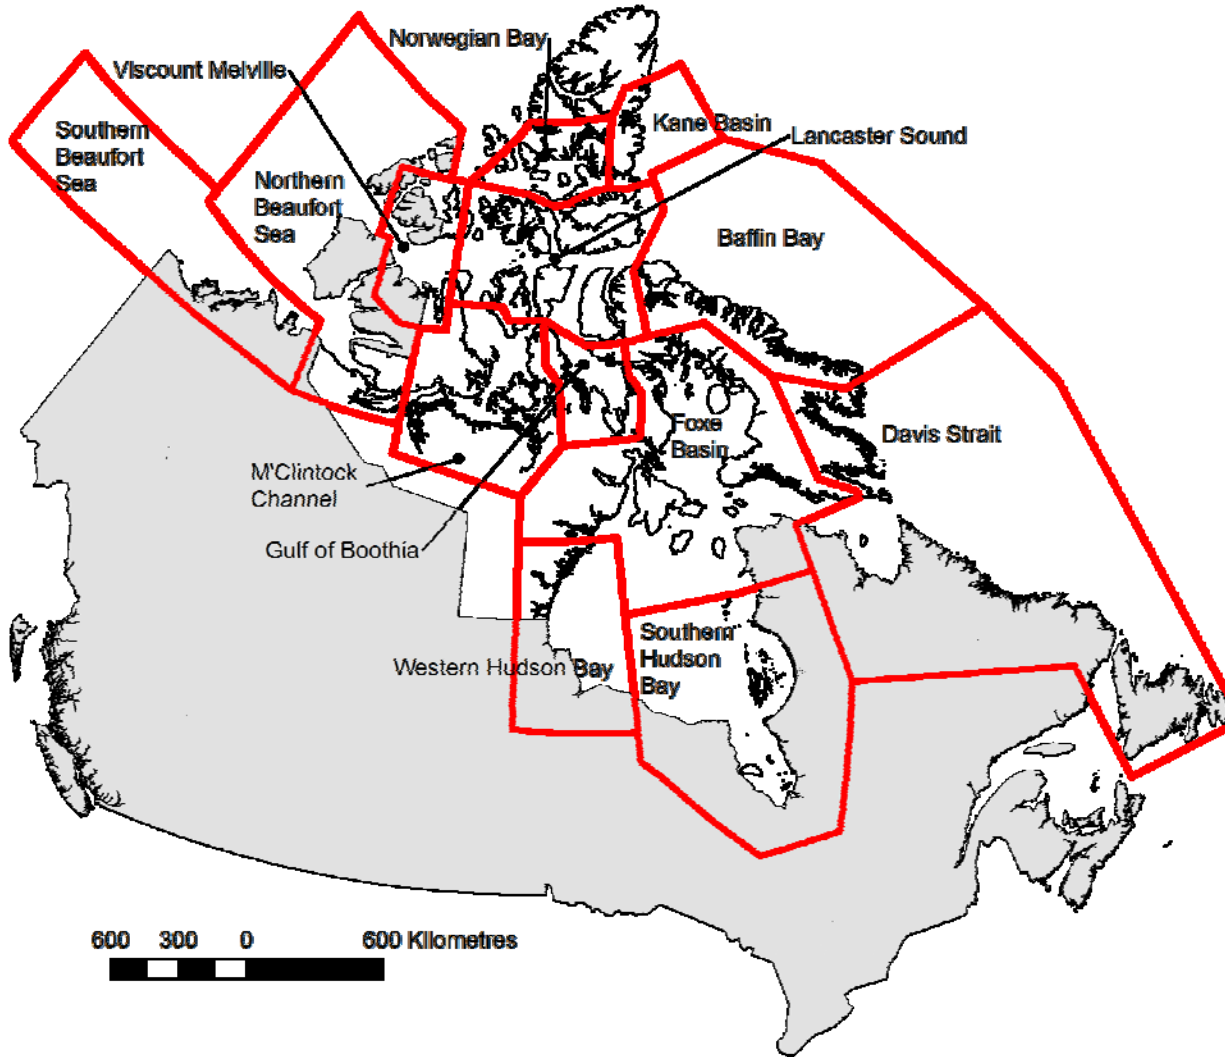 Norwegian Bay
Viscount Melville
Kane Basin
Lancaster Sound
Southern
Beaufort
Sea
Northern
Beaufort
Sea
Baffin Bay
Foxe
Basin
Davis Strait
M'Clintock
Channel
Gulf of Boothia
Southern
Hudson
Bay
Western Hudson Bay
600 300 0 600 Kilometres